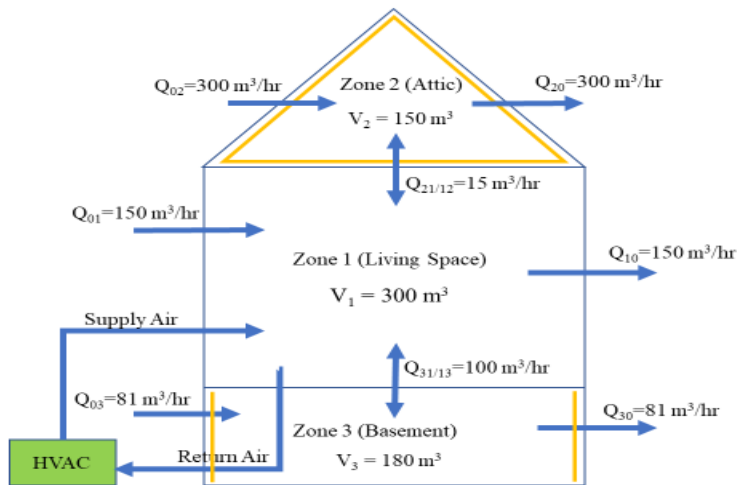 Q₀₂=300 m³/hr
Zone 2 (Attic)
Q₂₀=300 m³/hr
V₂ = 150 m³
Q₂₁/₁₂=15 m³/hr
Q₀₁=150 m³/hr
Zone 1 (Living Space)
Q₁₀=150 m³/hr
V₁ = 300 m³
Supply Air
Q₃₁/₁₃=100 m³/hr
Q₀₃=81 m³/hr
Q₃₀=81 m³/hr
Zone 3 (Basement)
HVAC
Return Air
V₃ = 180 m³